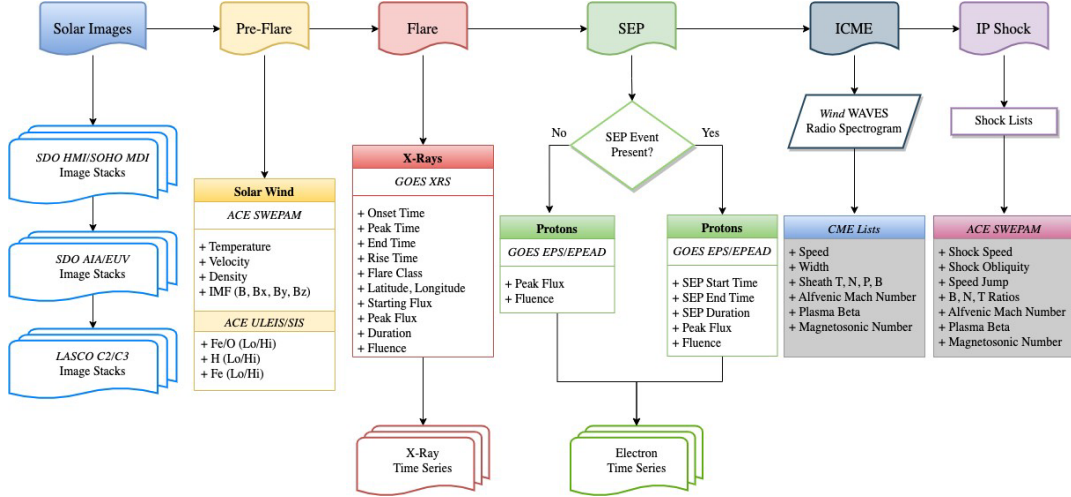 Solar Images
Pre-Flare
Flare
SEP
ICME
IP Shock
SDO HMI/SOHO MDI
Image Stacks
SDO AIA/EUV
Image Stacks
LASCO C2/C3
Image Stacks
Solar Wind
ACE SWEPAM
+ Temperature
+ Velocity
+ Density
+ IMF (B, Bx, By, Bz)
ACE ULEIS/SIS
+ Fe/O (Lo/Hi)
+ H (Lo/Hi)
+ Fe (Lo/Hi)
X-Rays
GOES XRS
+ Onset Time
+ Peak Time
+ End Time
+ Rise Time
+ Flare Class
+ Latitude, Longitude
+ Starting Flux
+ Peak Flux
+ Duration
+ Fluence
X-Ray
Time Series
No
SEP Event
Present?
Yes
Protons
GOES EPS/EPEAD
+ Peak Flux
+ Fluence
Protons
GOES EPS/EPEAD
+ SEP Start Time
+ SEP End Time
+ SEP Duration
+ Peak Flux
+ Fluence
Electron
Time Series
Wind WAVES
Radio Spectrogram
CME Lists
+ Speed
+ Width
+ Sheath T, N, P, B
+ Alfvenic Mach Number
+ Plasma Beta
+ Magnetosonic Number
Shock Lists
ACE SWEPAM
+ Shock Speed
+ Shock Obliquity
+ Speed Jump
+ B, N, T Ratios
+ Alfvenic Mach Number
+ Plasma Beta
+ Magnetosonic Number